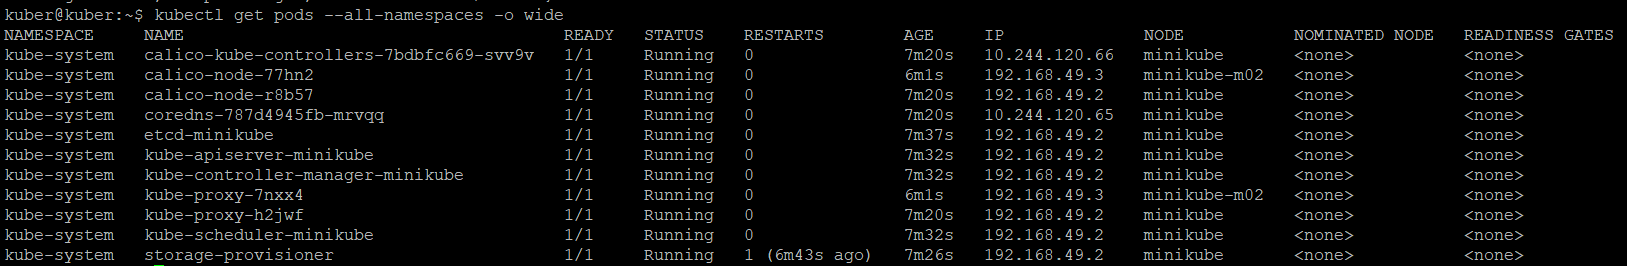 kuber@kuber:~$ kubectl get pods --all-namespaces -o wide
NAMESPACE NAME READY STATUS RESTARTS AGE IP NODE NOMINATED NODE READINESS GATES
kube-system calico-kube-controllers-7bdbfc669-svv9v 1/1 Running 0 7m20s 10.244.120.66 minikube <none> <none>
kube-system calico-node-77hn2 1/1 Running 0 6m1s 192.168.49.3 minikube-m02 <none> <none>
kube-system calico-node-r8b57 1/1 Running 0 7m20s 192.168.49.2 minikube <none> <none>
kube-system coredns-787d4945fb-mrvqq 1/1 Running 0 7m20s 10.244.120.65 minikube <none> <none>
kube-system etcd-minikube 1/1 Running 0 7m37s 192.168.49.2 minikube <none> <none>
kube-system kube-apiserver-minikube 1/1 Running 0 7m32s 192.168.49.2 minikube <none> <none>
kube-system kube-controller-manager-minikube 1/1 Running 0 7m32s 192.168.49.2 minikube <none> <none>
kube-system kube-proxy-7nxx4 1/1 Running 0 6m1s 192.168.49.3 minikube-m02 <none> <none>
kube-system kube-proxy-h2jwf 1/1 Running 0 7m20s 192.168.49.2 minikube <none> <none>
kube-system kube-scheduler-minikube 1/1 Running 0 7m32s 192.168.49.2 minikube <none> <none>
kube-system storage-provisioner 1/1 Running 1 (6m43s ago) 7m26s 192.168.49.2 minikube <none> <none>